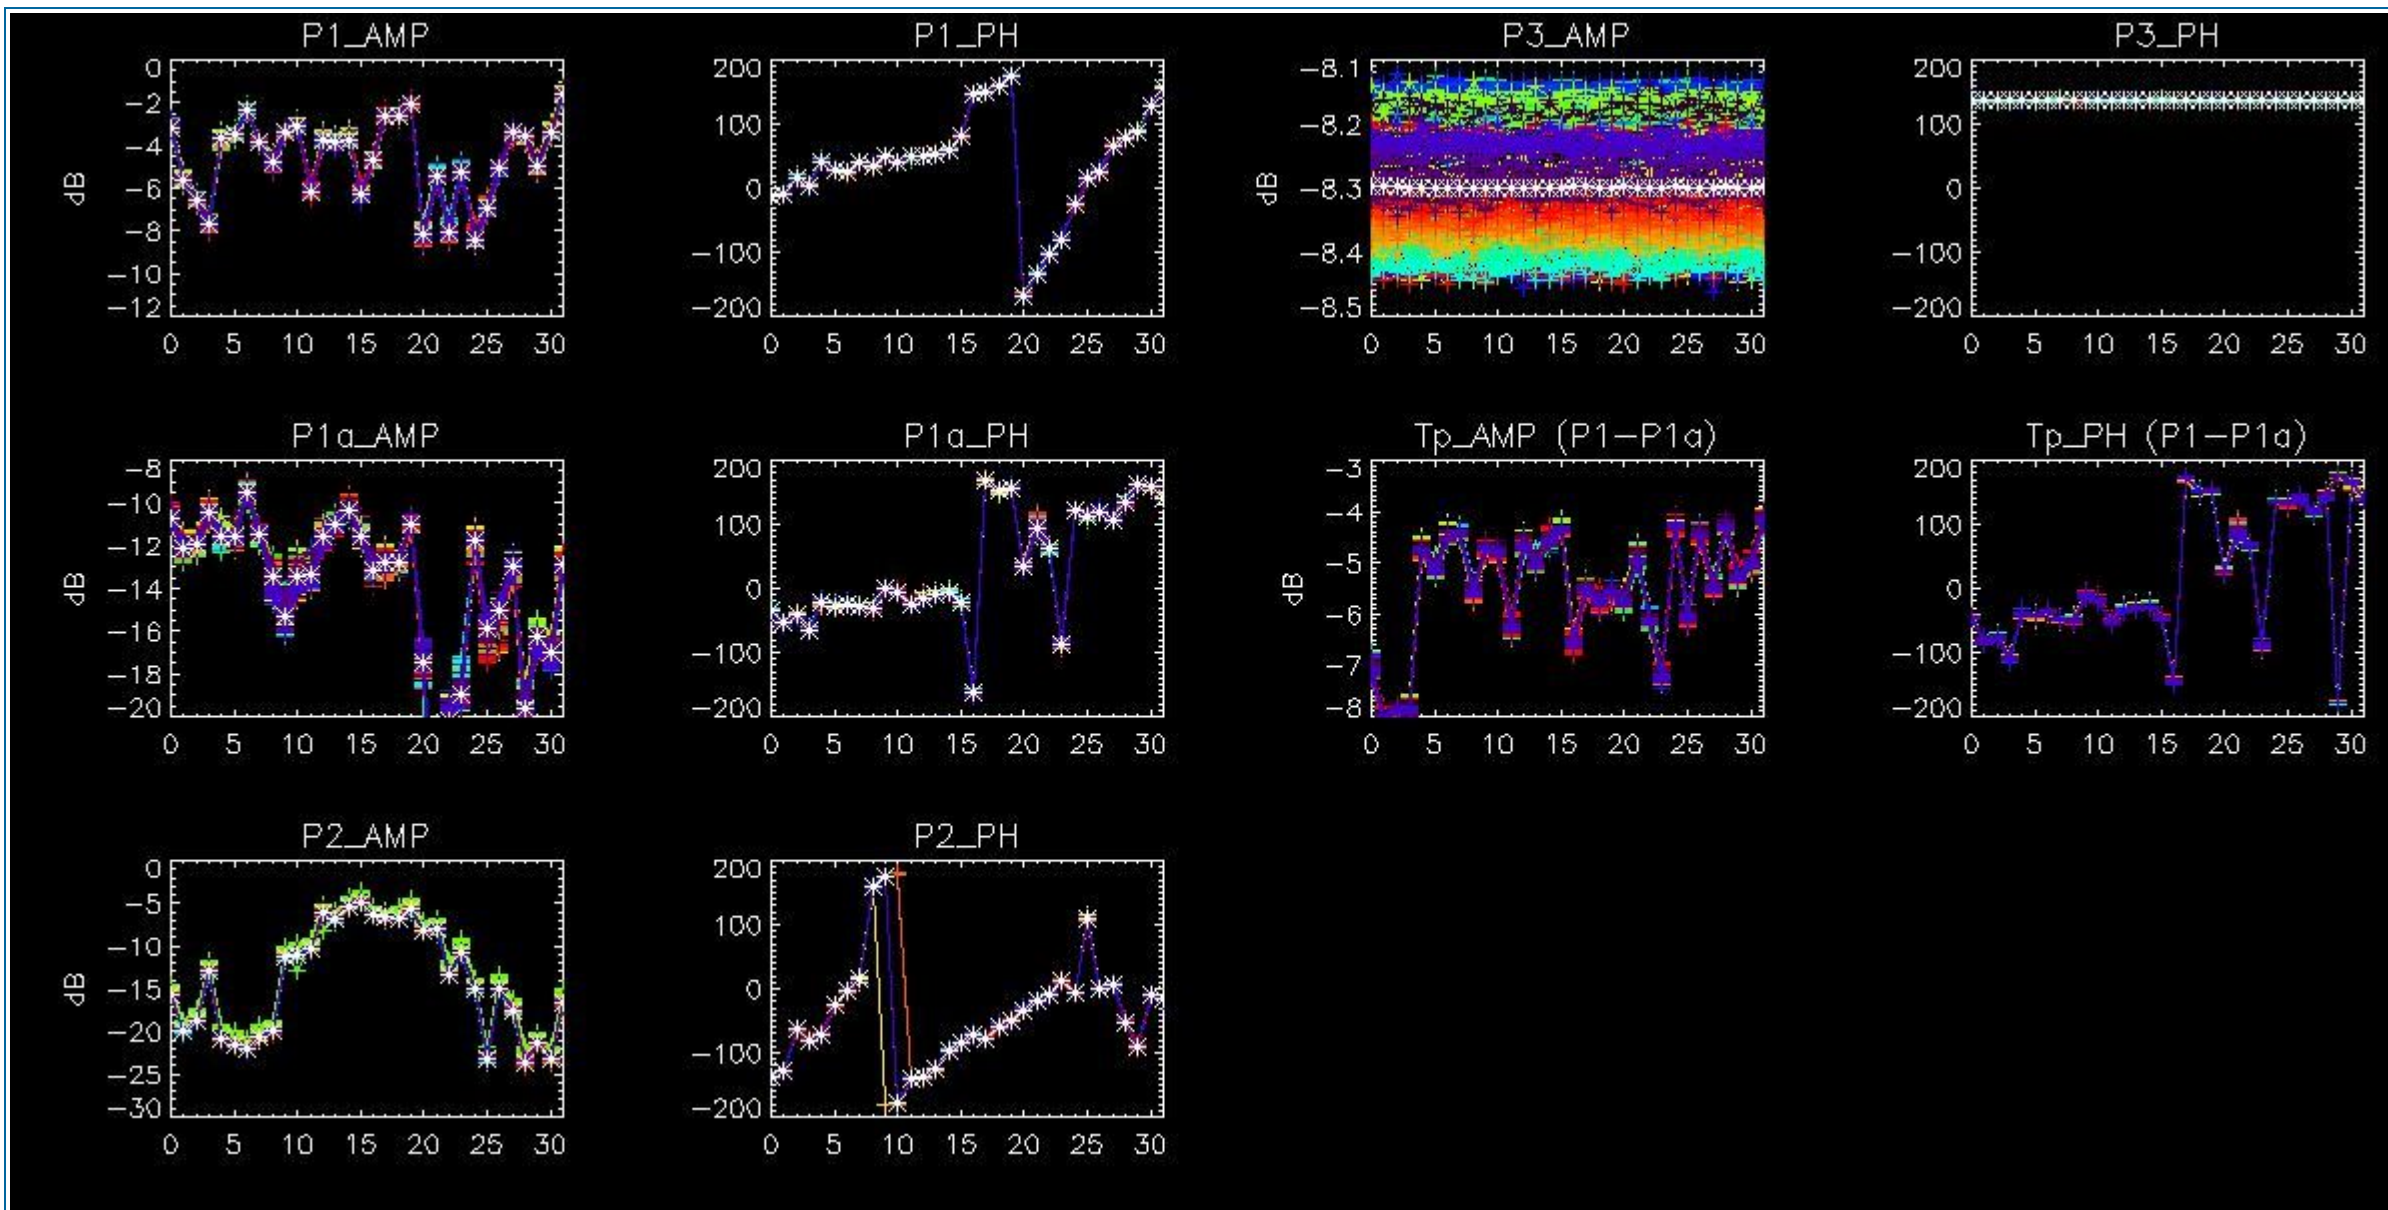 P1_AMP P1_PH P3_AMP P3_PH
0 200 -8.1 200
-2 100 -8.2 100
-4 0 -8.3 0
-6 -100 -8.4 -100
-8 -200 -8.5 -200
-10
-12
dB dB
0 5 10 15 20 25 30 0 5 10 15 20 25 30 0 5 10 15 20 25 30 0 5 10 15 20 25 30
P1a_AMP P1a_PH Tp_AMP (P1-P1a) Tp_PH (P1-P1a)
-8 200 -3 200
-10 100 -4 100
-12 0 -5 0
-14 -100 -6 -100
-16 -200 -7 -200
-18 -8
-20
dB dB
0 5 10 15 20 25 30 0 5 10 15 20 25 30 0 5 10 15 20 25 30 0 5 10 15 20 25 30
P2_AMP P2_PH
0 200
-5 100
-10 0
-15 -100
-20 -200
-25
-30
dB
0 5 10 15 20 25 30 0 5 10 15 20 25 30